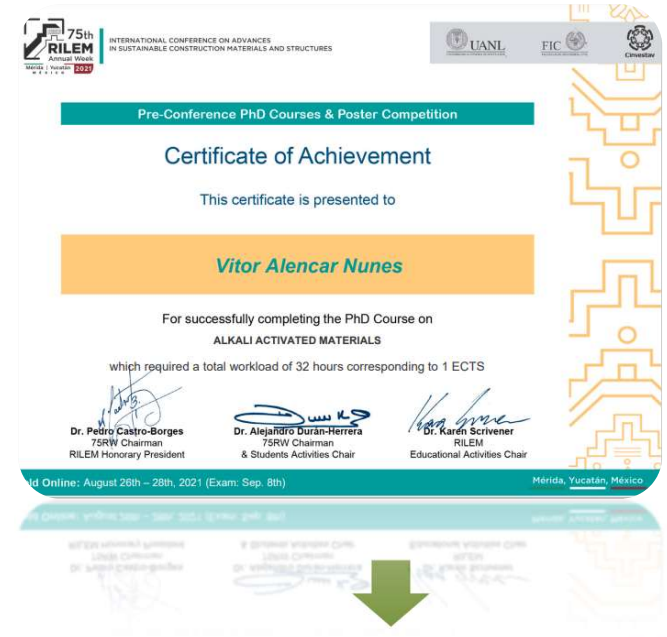 75th
RILEM
Annual Week
Mérida | Yucatán 2021
MÉXICO
INTERNATIONAL CONFERENCE ON ADVANCES
IN SUSTAINABLE CONSTRUCTION MATERIALS AND STRUCTURES
UANL
FIC
Cinvestav
Pre-Conference PhD Courses & Poster Competition
Certificate of Achievement
This certificate is presented to
Vitor Alencar Nunes
For successfully completing the PhD Course on
ALKALI ACTIVATED MATERIALS
which required a total workload of 32 hours corresponding to 1 ECTS
Dr. Pedro Castro-Borges
75RW Chairman
RILEM Honorary President
Dr. Alejandro Durán-Herrera
75RW Chairman
& Students Activities Chair
Dr. Karen Scrivener
RILEM
Educational Activities Chair
ld Online: August 26th – 28th, 2021 (Exam: Sep. 8th)
Mérida, Yucatán, México